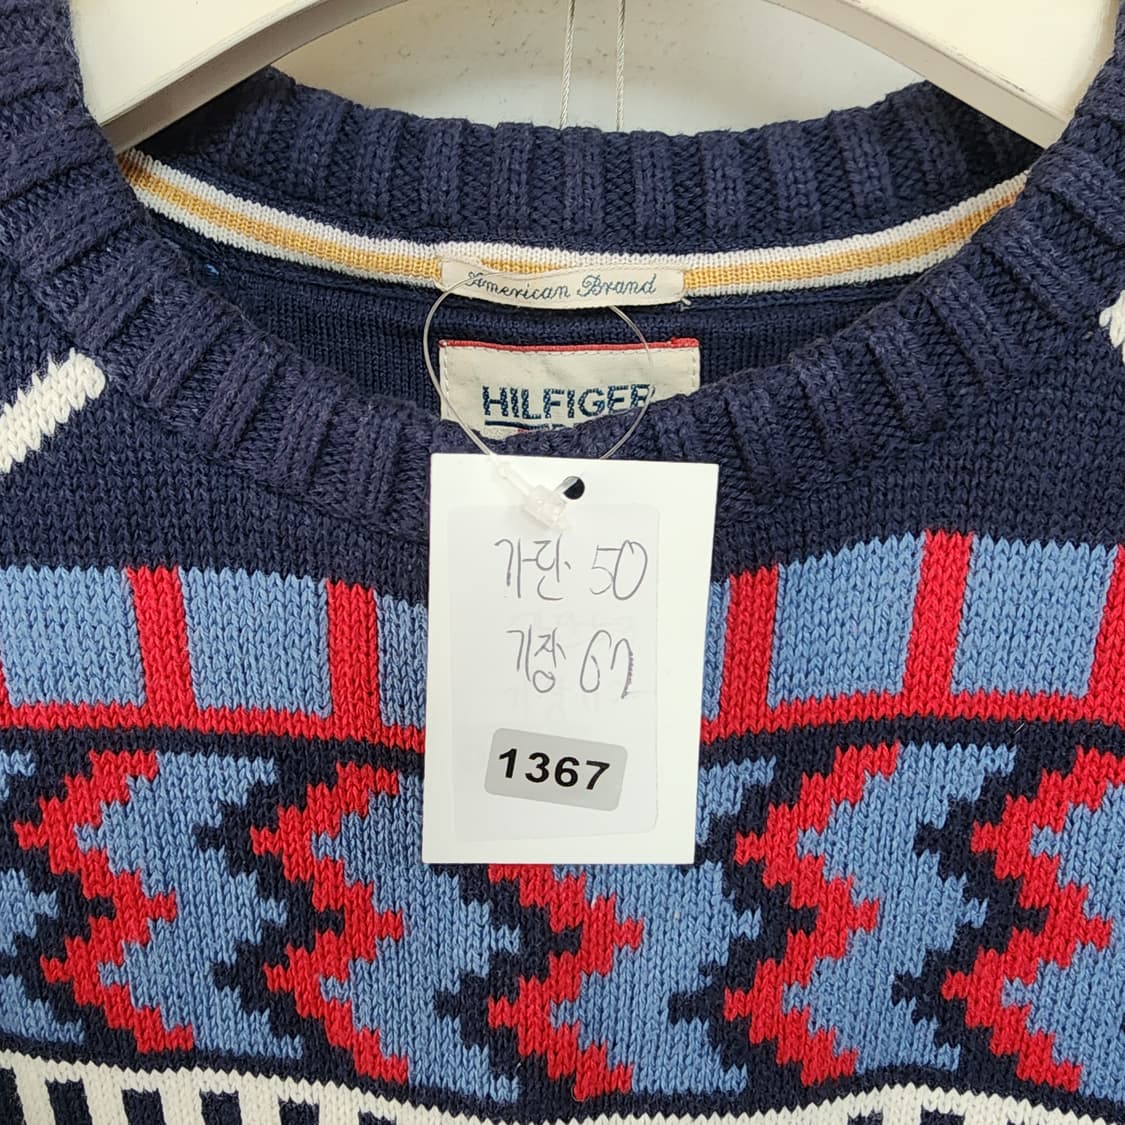 American Brand
HILFIGER
가단 50
기장 67
1367